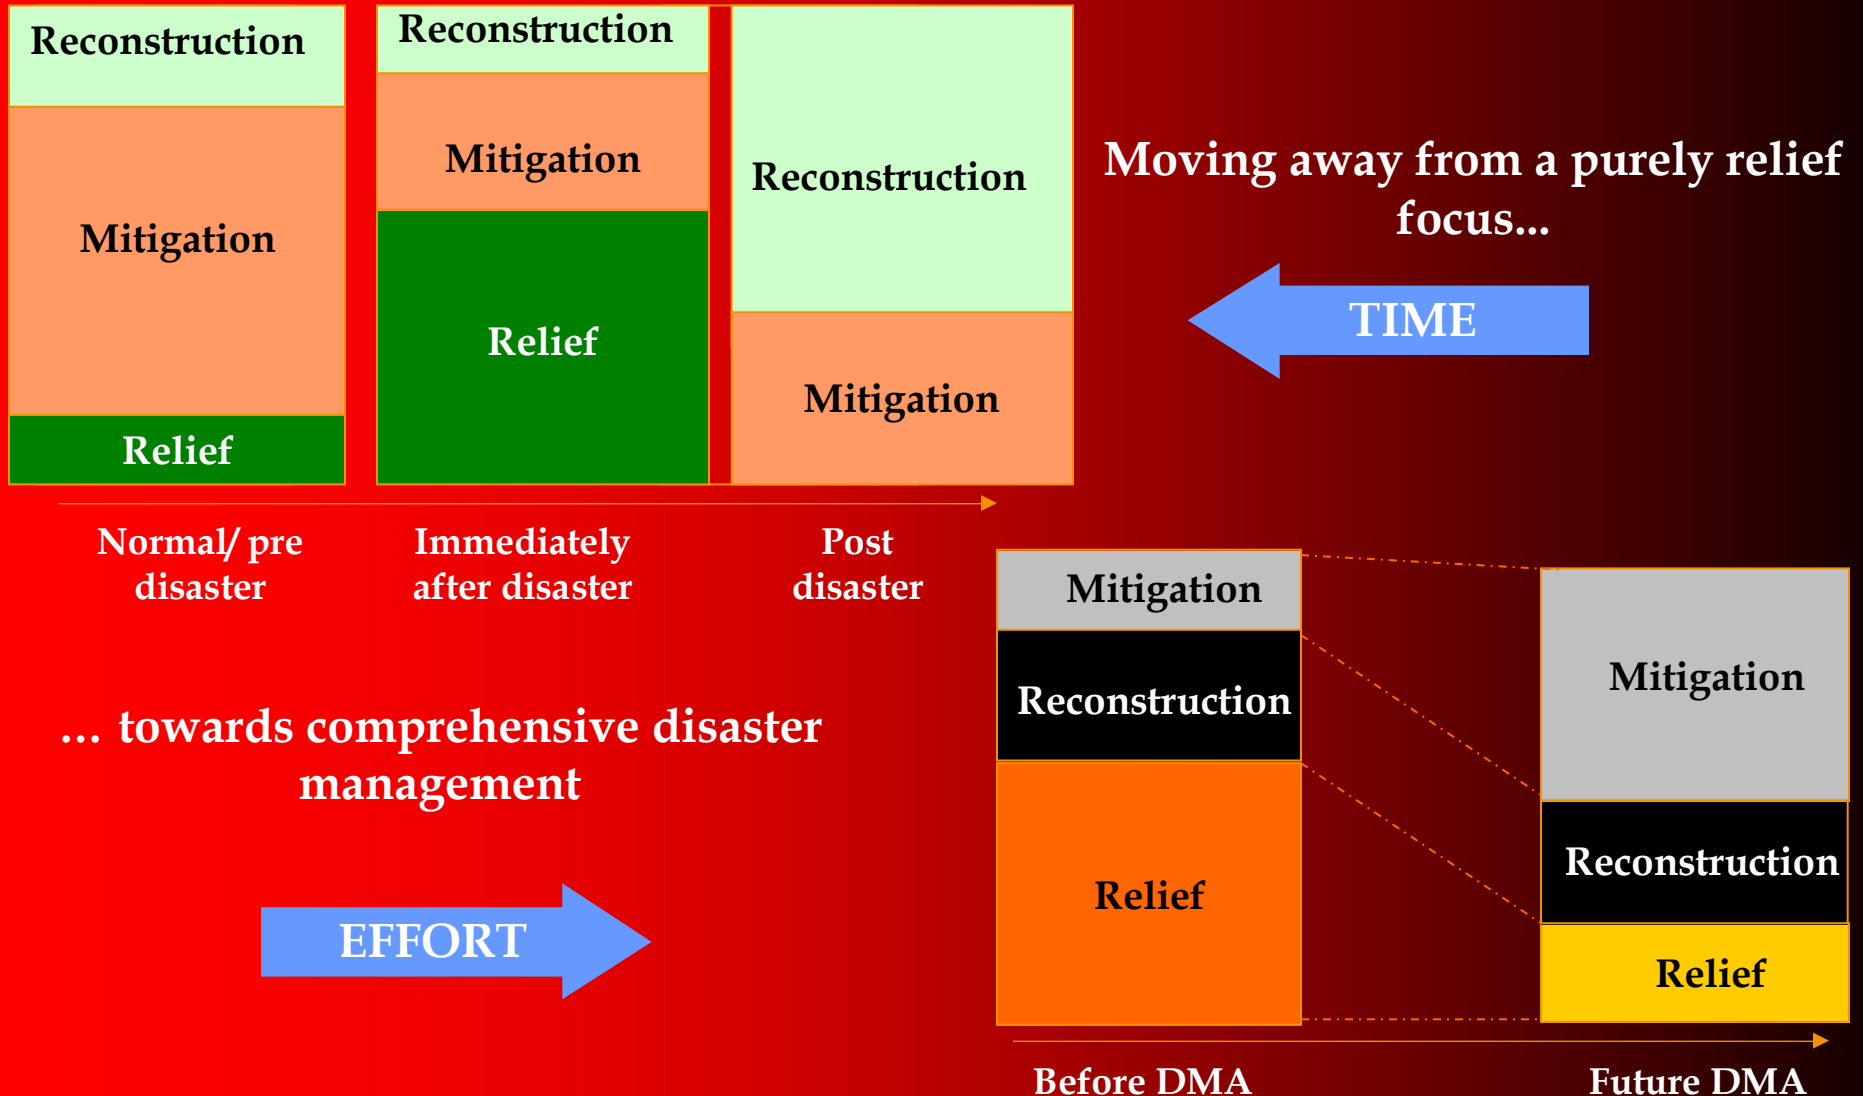 Reconstruction
Mitigation
Relief
Reconstruction
Mitigation
Relief
Reconstruction
Mitigation
Normal/ pre
disaster
Immediately
after disaster
Post
disaster
Moving away from a purely relief
focus...
TIME
... towards comprehensive disaster
management
EFFORT
Mitigation
Reconstruction
Relief
Mitigation
Reconstruction
Relief
Before DMA
Future DMA